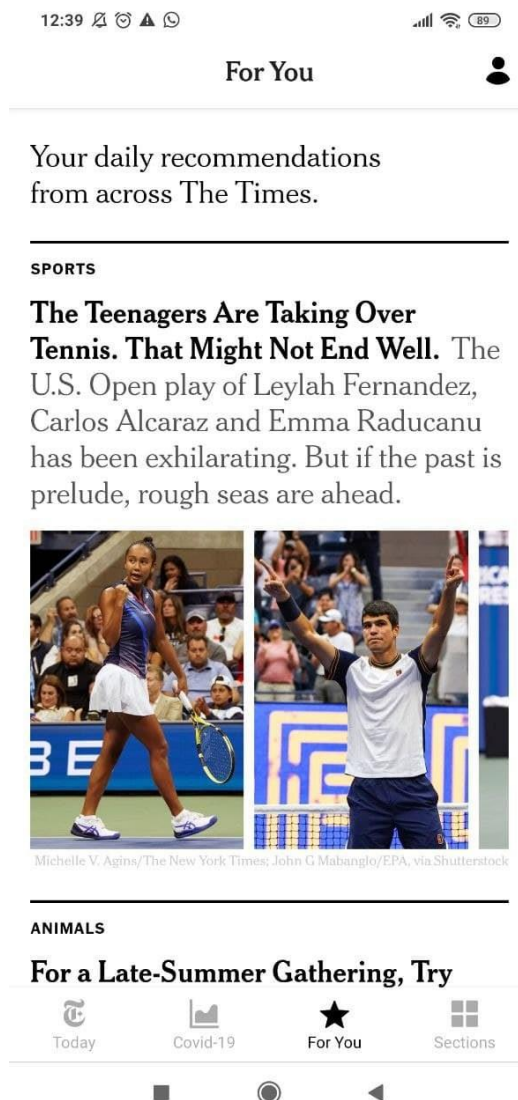 12:39
89
For You
Your daily recommendations
from across The Times.
SPORTS
The Teenagers Are Taking Over
Tennis. That Might Not End Well. The
U.S. Open play of Leylah Fernandez,
Carlos Alcaraz and Emma Raducanu
has been exhilarating. But if the past is
prelude, rough seas are ahead.
BE
Michelle V. Agins/The New York Times; John G Mabanglo/EPA, via Shutterstock
ANIMALS
For a Late-Summer Gathering, Try
Today
Covid-19
For You
Sections